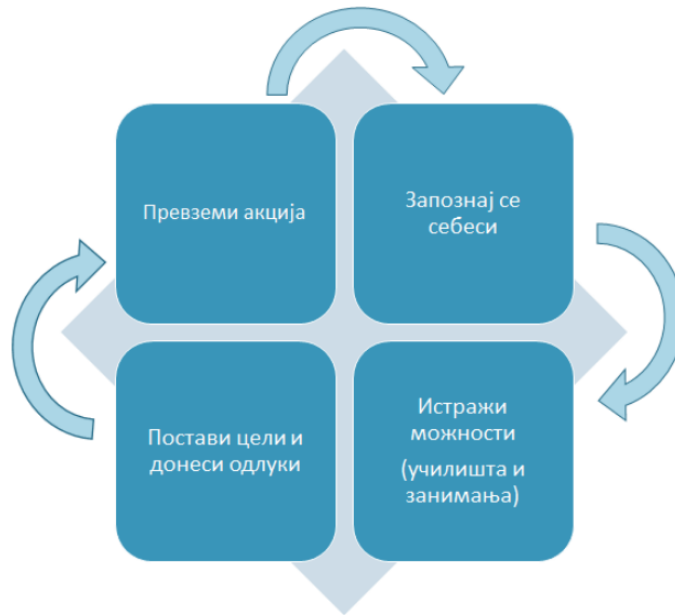 Превземи акција
Запознај се
себеси
Постави цели и
донеси одлуки
Истражи
можности
(училишта и
занимања)